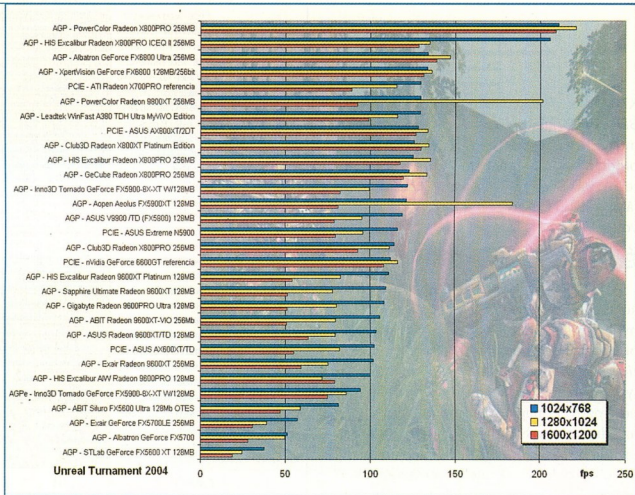 AGP - PowerColor Radeon X800PRO 256MB
AGP - HIS Excalibur Radeon X800PRO ICEQ II 256MB
AGP - Albatron GeForce FX6800 Ultra 256MB
AGP - XpertVision GeForce FX6800 128MB/256bit
PCIE - ATI Radeon X700PRO referencia
AGP - PowerColor Radeon 9800XT 256MB
AGP - Leadtek WinFast A380 TDH Ultra MyVIVO Edition
PCIE - ASUS AX800XT/2DT
AGP - Club3D Radeon X800XT Platinum Edition
AGP - HIS Excalibur Radeon X800PRO 256MB
AGP - GeCube Radeon X800PRO 256MB
AGP - Inno3D Tornado GeForce FX5900-8X-XT W/128MB
AGP - Aopen Aeolus FX5900XT 128MB
AGP - ASUS V9900 /TD (FX5900) 128MB
PCIE - ASUS Extreme N5900
AGP - Club3D Radeon X800PRO 256MB
PCIE - nVidia GeForce 6600GT referencia
AGP - HIS Excalibur Radeon 9600XT Platinum 128MB
AGP - Sapphire Ultimate Radeon 9600XT 128MB
AGP - Gigabyte Radeon 9600PRO Ultra 128MB
AGP - ABIT Radeon 9600XT-VIO 256Mb
AGP - ASUS Radeon 9600XT/TD 128MB
PCIE - ASUS AX600XT/TD
AGP - Exair Radeon 9600XT 256MB
AGP - HIS Excalibur AIW Radeon 9600PRO 128MB
AGPe - Inno3D Tornado GeForce FX5900-8X-XT W/128MB
AGP - ABIT Siluro FX5600 Ultra 128Mb OTES
AGP - Exair GeForce FX5700LE 256MB
AGP - Albatron GeForce FX5700
AGP - STLab GeForce FX5600 XT 128MB
1024x768
1280x1024
1600x1200
Unreal Turnament 2004
0 50 100 150 200 fps 250